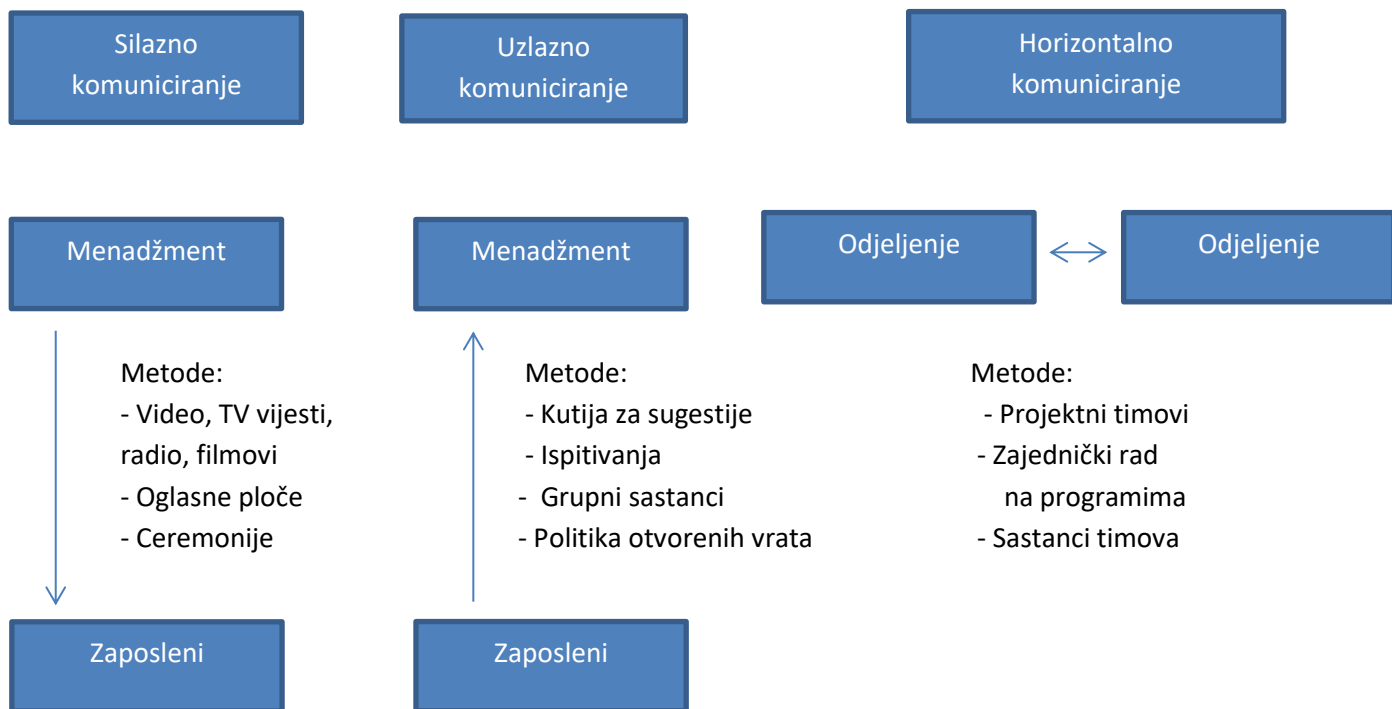 Silazno
komuniciranje
Uzlazno
komuniciranje
Horizontalno
komuniciranje
Menadžment
Menadžment
Odjeljenje
Odjeljenje
Metode:
- Video, TV vijesti,
radio, filmovi
- Oglasne ploče
- Ceremonije
Metode:
- Kutija za sugestije
- Ispitivanja
- Grupni sastanci
- Politika otvorenih vrata
Metode:
- Projektni timovi
- Zajednički rad
na programima
- Sastanci timova
Zaposleni
Zaposleni